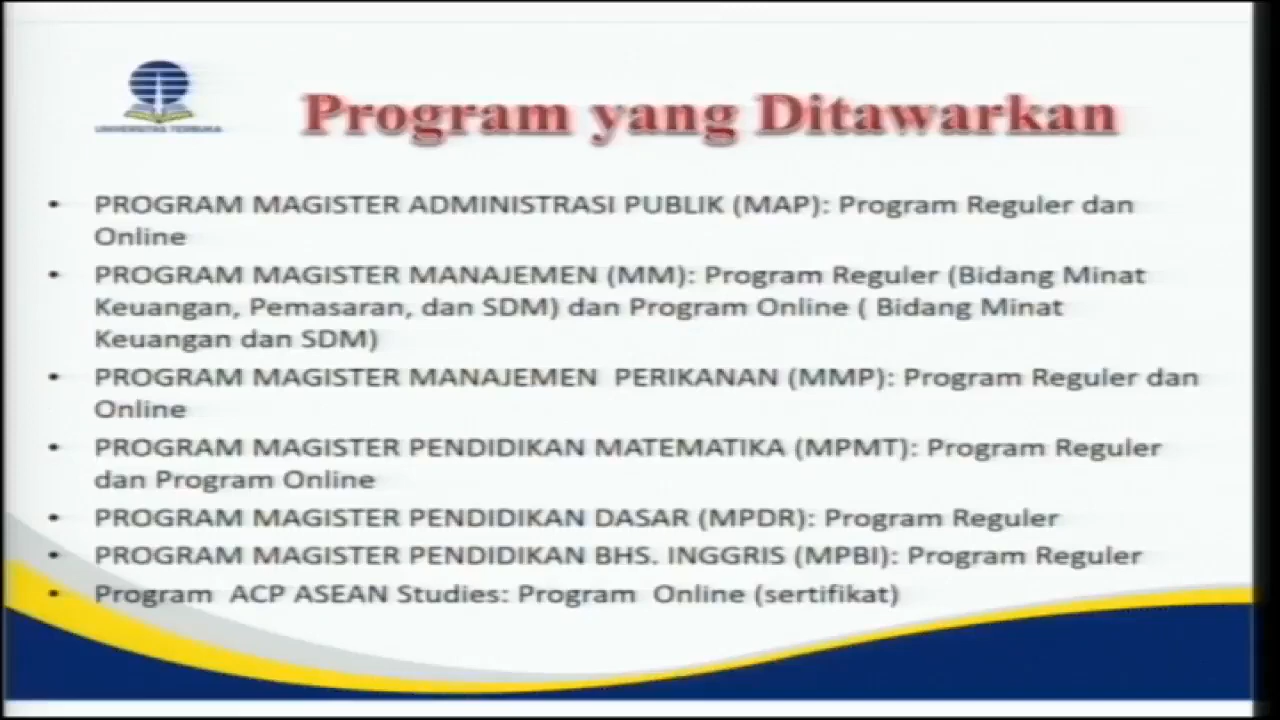 UNIVERSITAS TERBUKA
Program yang Ditawarkan
• PROGRAM MAGISTER ADMINISTRASI PUBLIK (MAP): Program Reguler dan
Online
• PROGRAM MAGISTER MANAJEMEN (MM): Program Reguler (Bidang Minat
Keuangan, Pemasaran, dan SDM) dan Program Online ( Bidang Minat
Keuangan dan SDM)
• PROGRAM MAGISTER MANAJEMEN PERIKANAN (MMP): Program Reguler dan
Online
• PROGRAM MAGISTER PENDIDIKAN MATEMATIKA (MPMT): Program Reguler
dan Program Online
• PROGRAM MAGISTER PENDIDIKAN DASAR (MPDR): Program Reguler
• PROGRAM MAGISTER PENDIDIKAN BHS. INGGRIS (MPBI): Program Reguler
• Program ACP ASEAN Studies: Program Online (sertifikat)